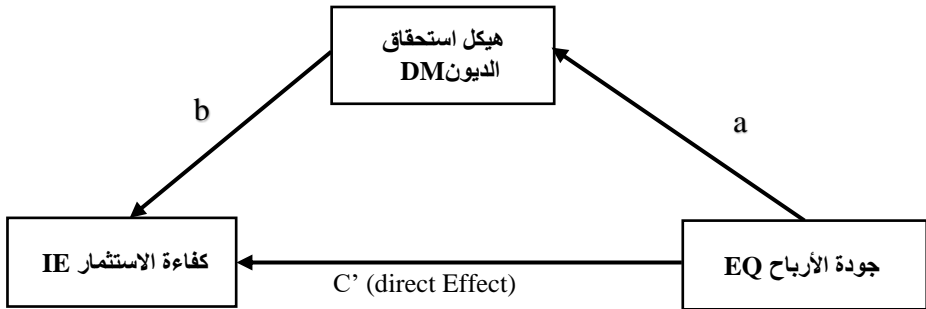 هيكل استحقاق
الديونDM
b
a
جودة الأرباح EQ
كفاءة الاستثمار IE
C’ (direct Effect)